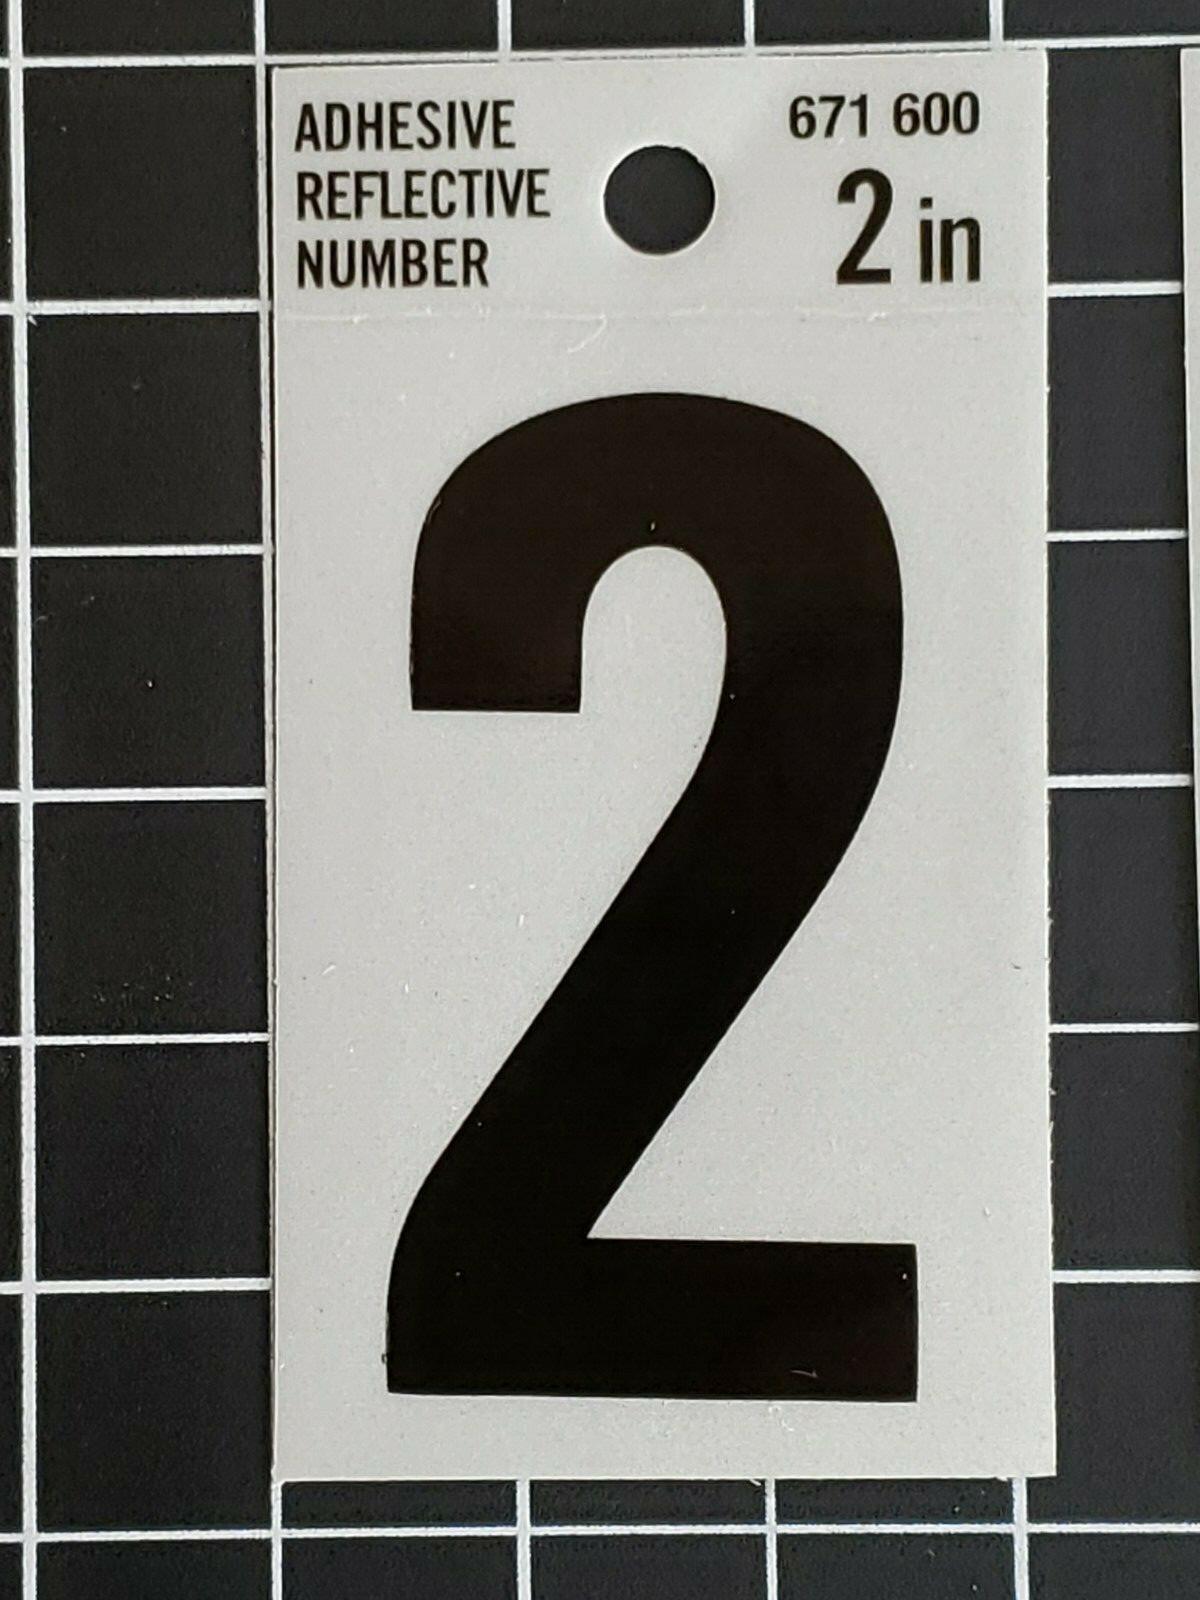 ADHESIVE
REFLECTIVE
NUMBER
671 600
2 in
2